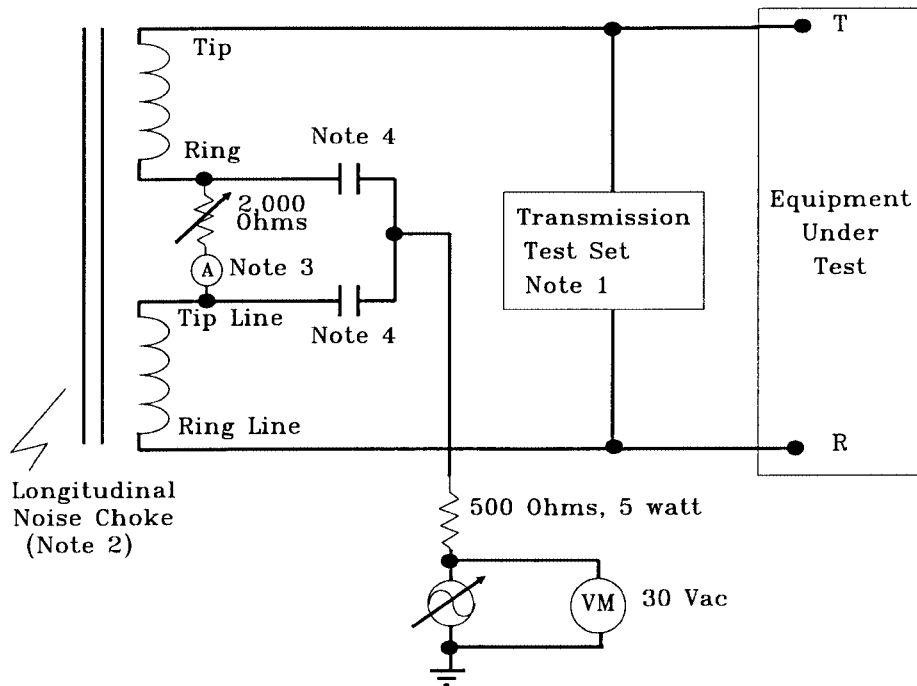 Tip
T
Note 4
Ring
2,000
Ohms
A
Note 3
Tip Line
Note 4
Transmission
Test Set
Note 1
Equipment
Under
Test
Ring Line
R
Longitudinal
Noise Choke
(Note 2)
500 Ohms, 5 watt
VM
30 Vac